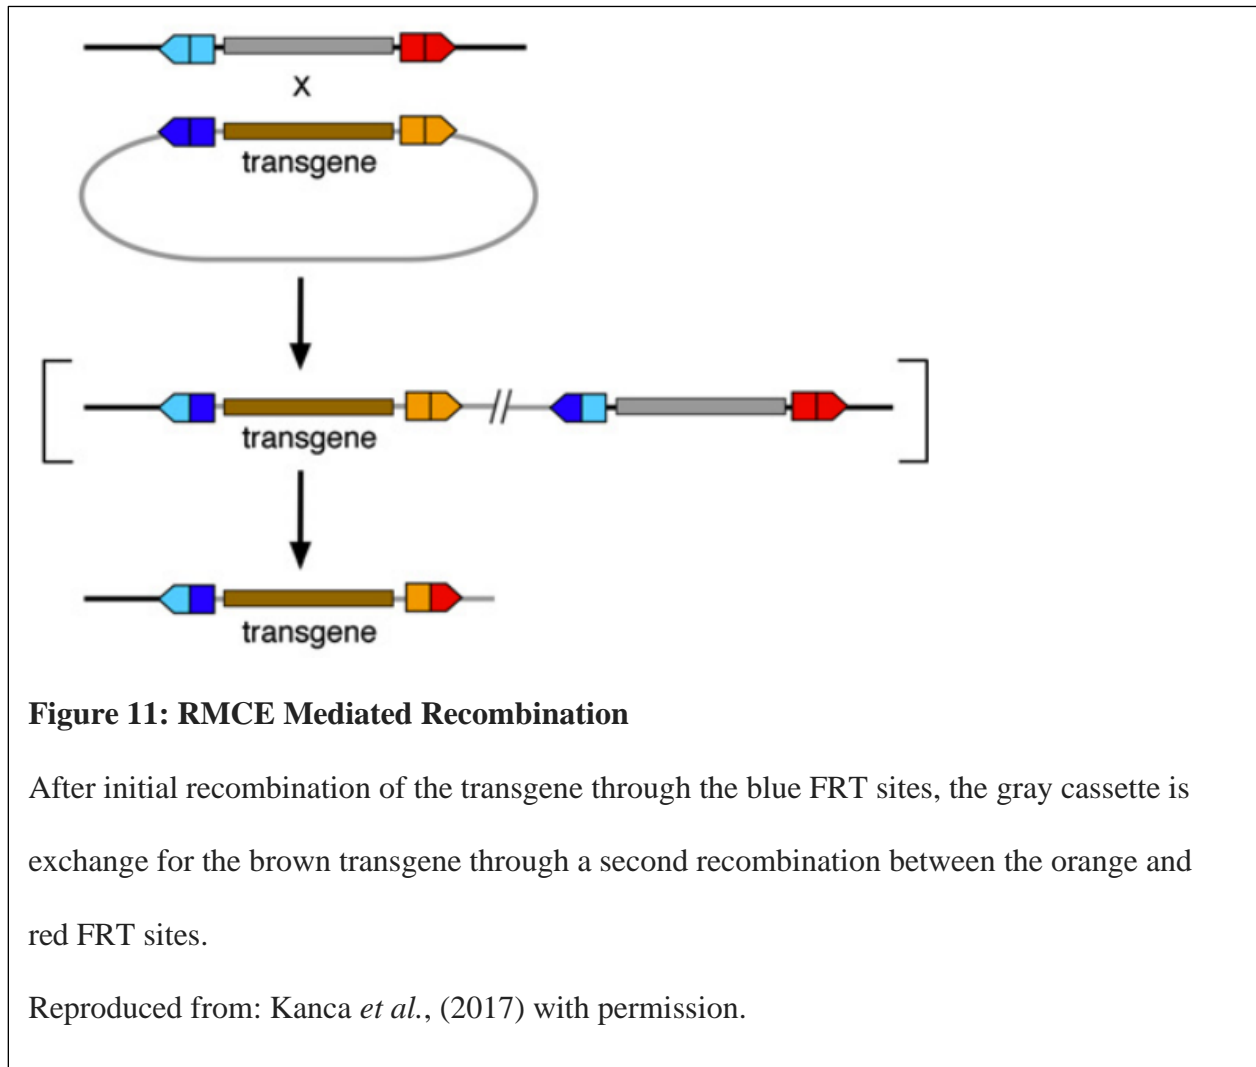 X
transgene
transgene
transgene
Figure 11: RMCE Mediated Recombination
After initial recombination of the transgene through the blue FRT sites, the gray cassette is
exchange for the brown transgene through a second recombination between the orange and
red FRT sites.
Reproduced from: Kanca et al., (2017) with permission.